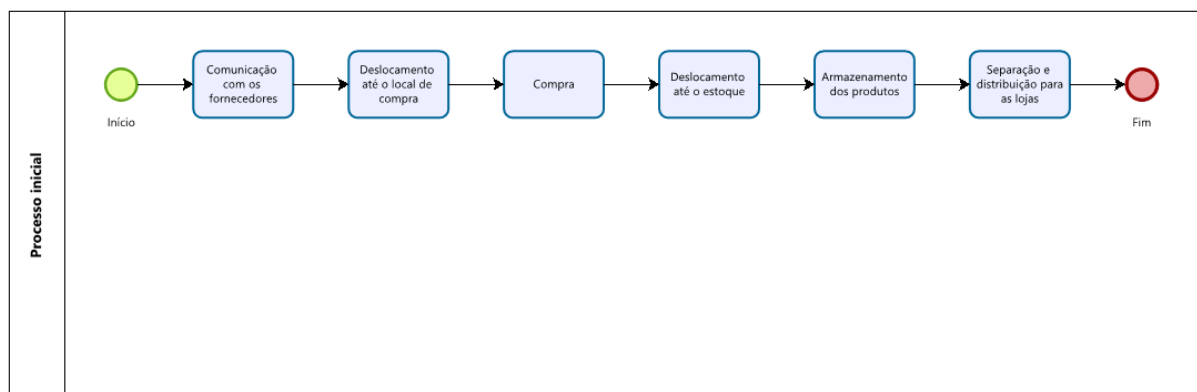 Processo inicial
Início
Comunicação
com os
fornecedores
Deslocamento
até o local de
compra
Compra
Deslocamento
até o estoque
Armazenamento
dos produtos
Separação e
distribuição para
as lojas
Fim